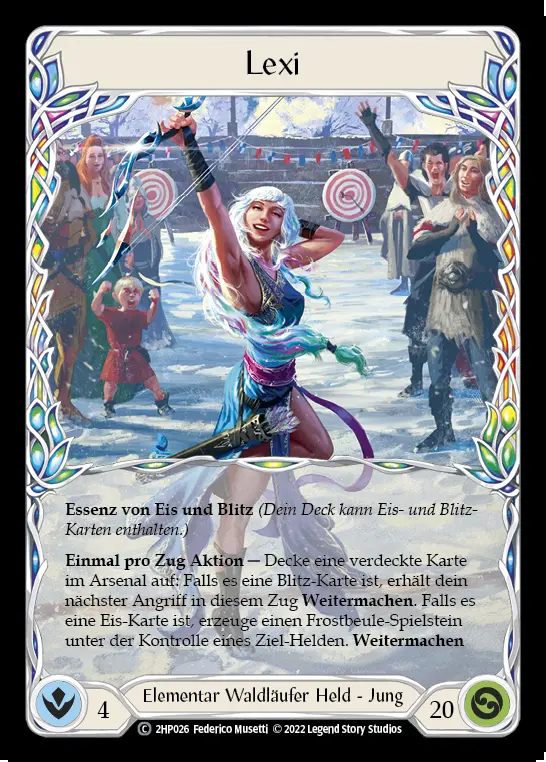 Lexi
Essenz von Eis und Blitz (Dein Deck kann Eis- und Blitz-
Karten enthalten.)
Einmal pro Zug Aktion — Decke eine verdeckte Karte
im Arsenal auf: Falls es eine Blitz-Karte ist, erhält dein
nächster Angriff in diesem Zug Weitermachen. Falls es
eine Eis-Karte ist, erzeuge einen Frostbeule-Spielstein
unter der Kontrolle eines Ziel-Helden. Weitermachen
4
Elementar Waldläufer Held - Jung
20
C 2HP026 Federico Musetti © 2022 Legend Story Studios